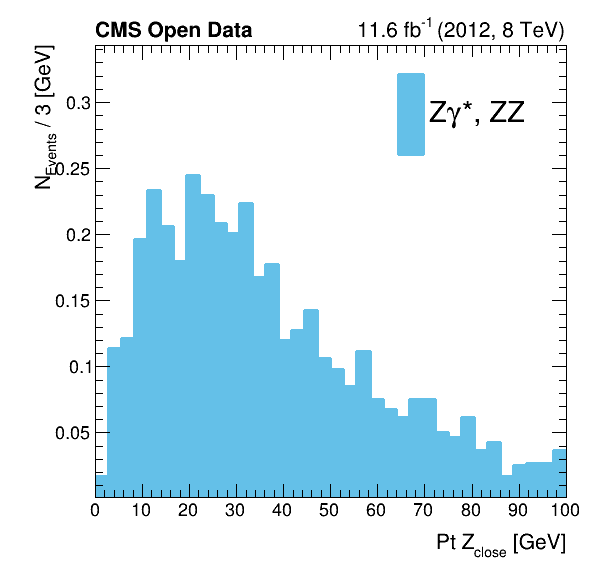 CMS Open Data
11.6 fb⁻¹ (2012, 8 TeV)
N_Events / 3 [GeV]
Zγ*, ZZ
0.3
0.25
0.2
0.15
0.1
0.05
0 10 20 30 40 50 60 70 80 90 100
Pt Z_close [GeV]